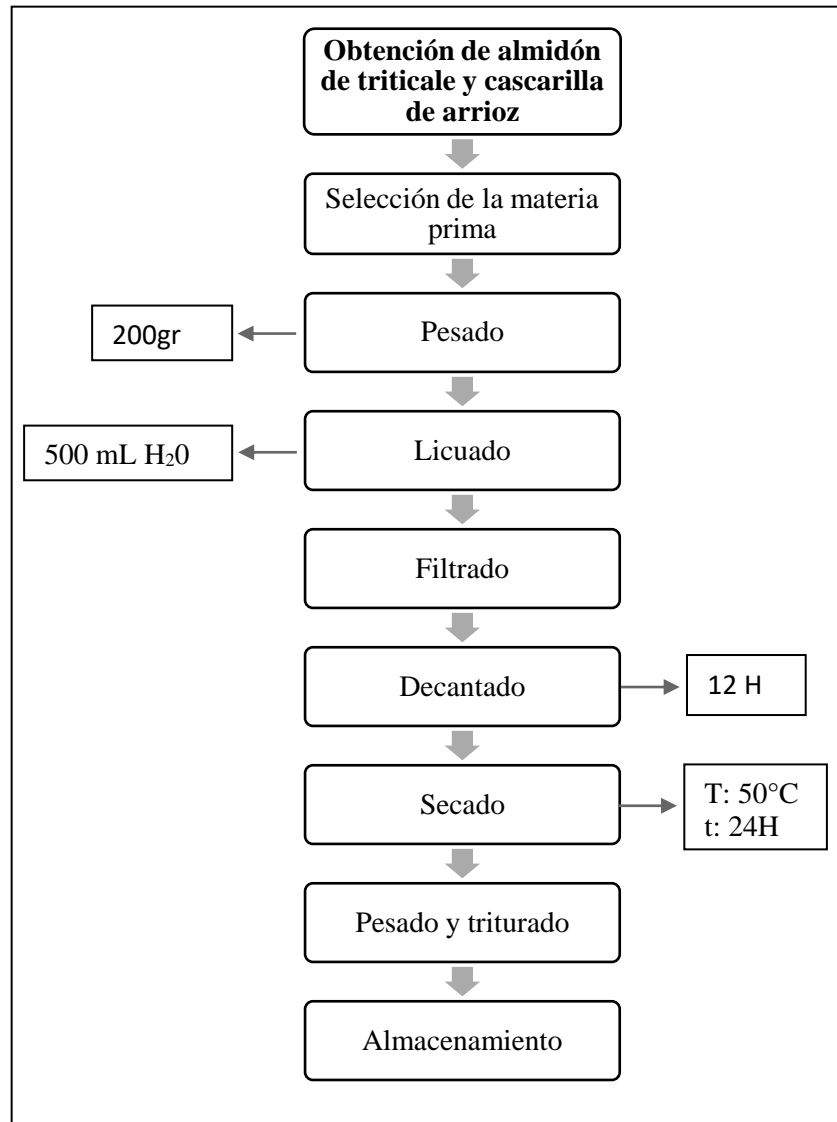 Obtención de almidón
de triticale y cascarilla
de arrioz
Selección de la materia
prima
200gr
Pesado
500 mL H₂0
Licuado
Filtrado
Decantado
12 H
Secado
T: 50°C
t: 24H
Pesado y triturado
Almacenamiento